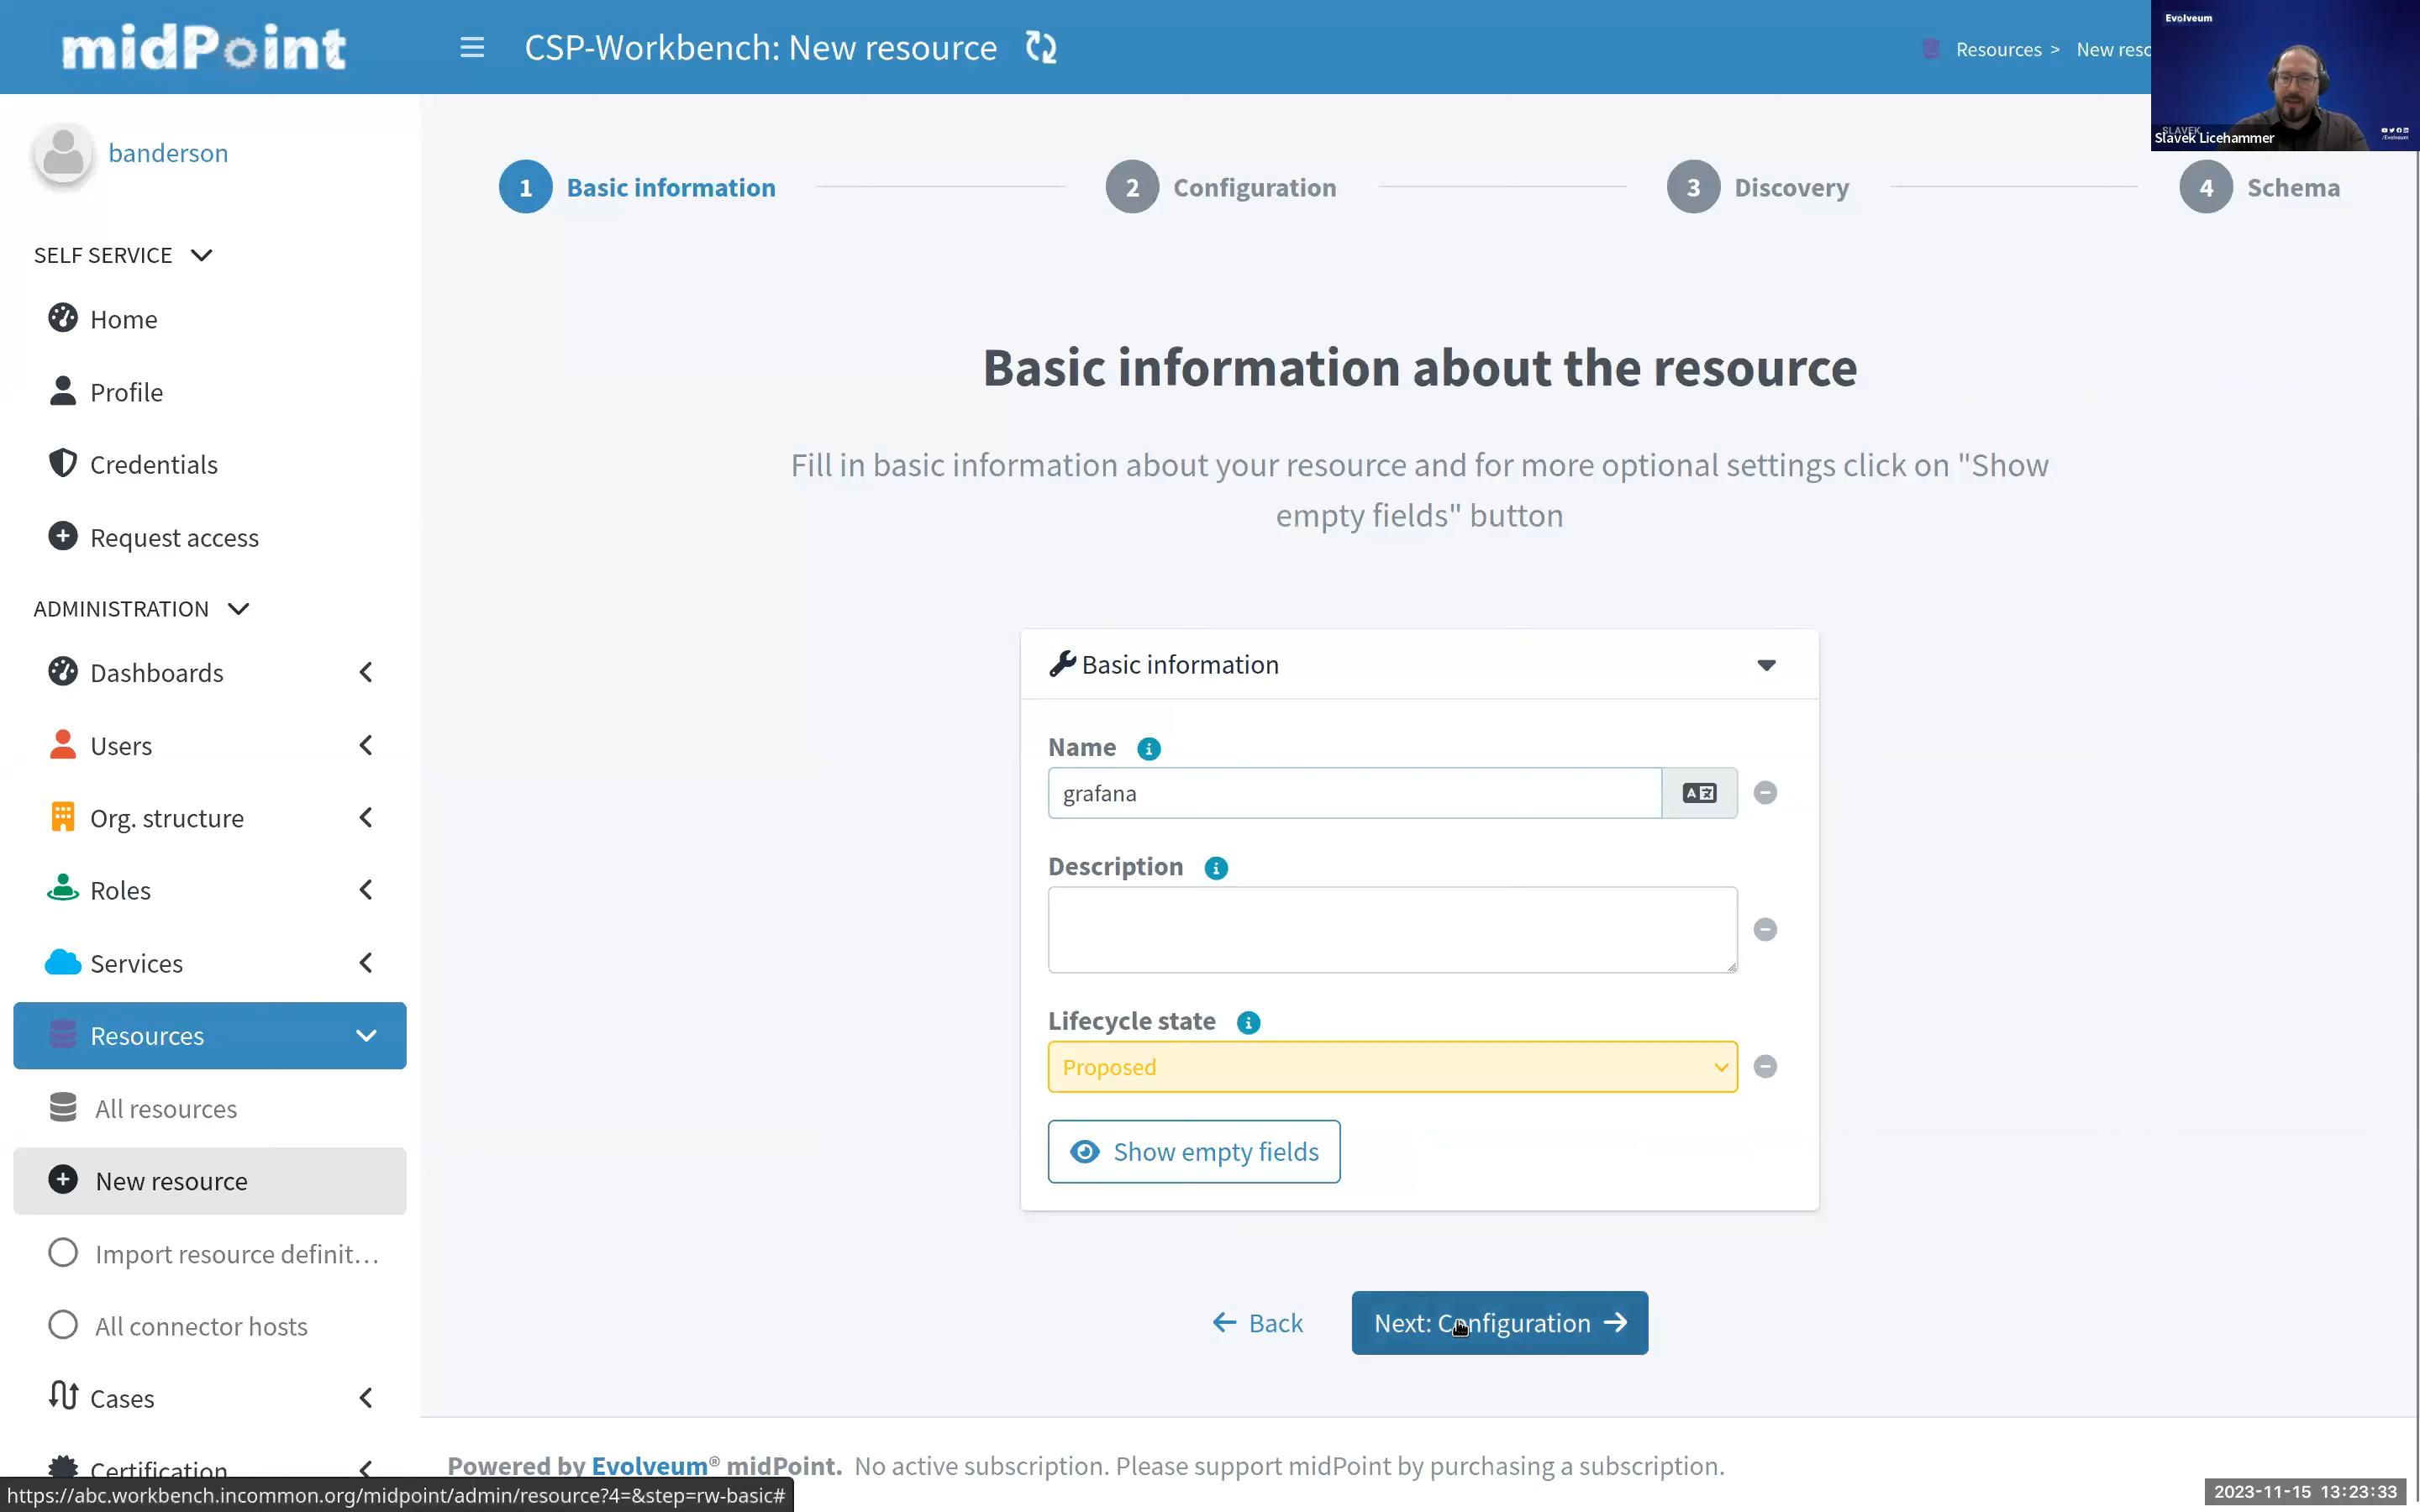 midPoint
CSP-Workbench: New resource
Resources > New reso
Evolveum
Slavek Licehammer
banderson
SELF SERVICE
Home
Profile
Credentials
Request access
ADMINISTRATION
Dashboards
Users
Org. structure
Roles
Services
Resources
All resources
New resource
Import resource definit...
All connector hosts
Cases
Certification
1 Basic information
2 Configuration
3 Discovery
4 Schema
Basic information about the resource
Fill in basic information about your resource and for more optional settings click on "Show
empty fields" button
Basic information
Name
grafana
Description
Lifecycle state
Proposed
Show empty fields
Back
Next: Configuration
Powered by Evolveum® midPoint. No active subscription. Please support midPoint by purchasing a subscription.
https://abc.workbench.incommon.org/midpoint/admin/resource?4=&step=rw-basic#
2023-11-15 13:23:33